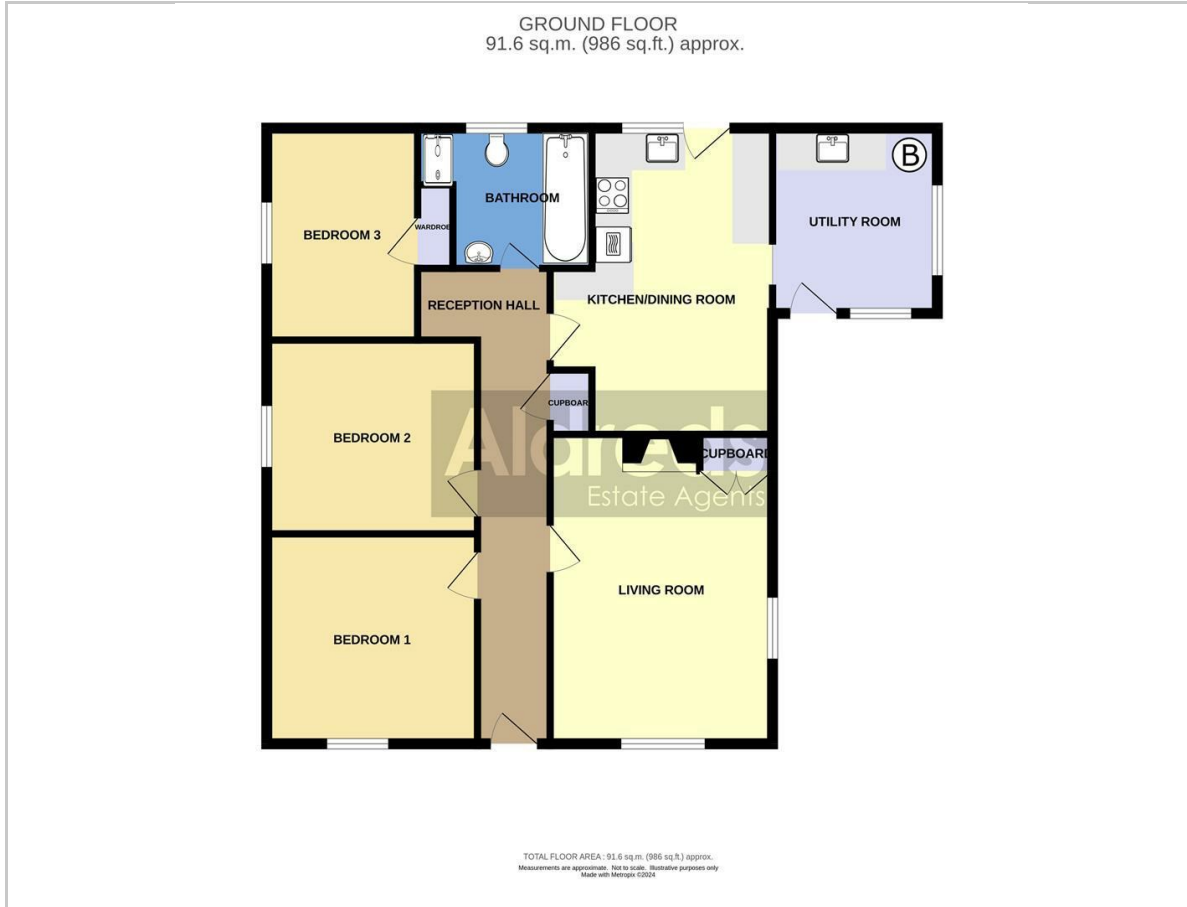 GROUND FLOOR
91.6 sq.m. (986 sq.ft.) approx.
B
BATHROOM
WARDROBE
UTILITY ROOM
BEDROOM 3
KITCHEN/DINING ROOM
RECEPTION HALL
CUPBOARD
BEDROOM 2
Aldreds
CUPBOARD
Estate Agents
LIVING ROOM
BEDROOM 1
TOTAL FLOOR AREA : 91.6 sq.m. (986 sq.ft.) approx.
Measurements are approximate. Not to scale. Illustrative purposes only
Made with Metropix ©2024